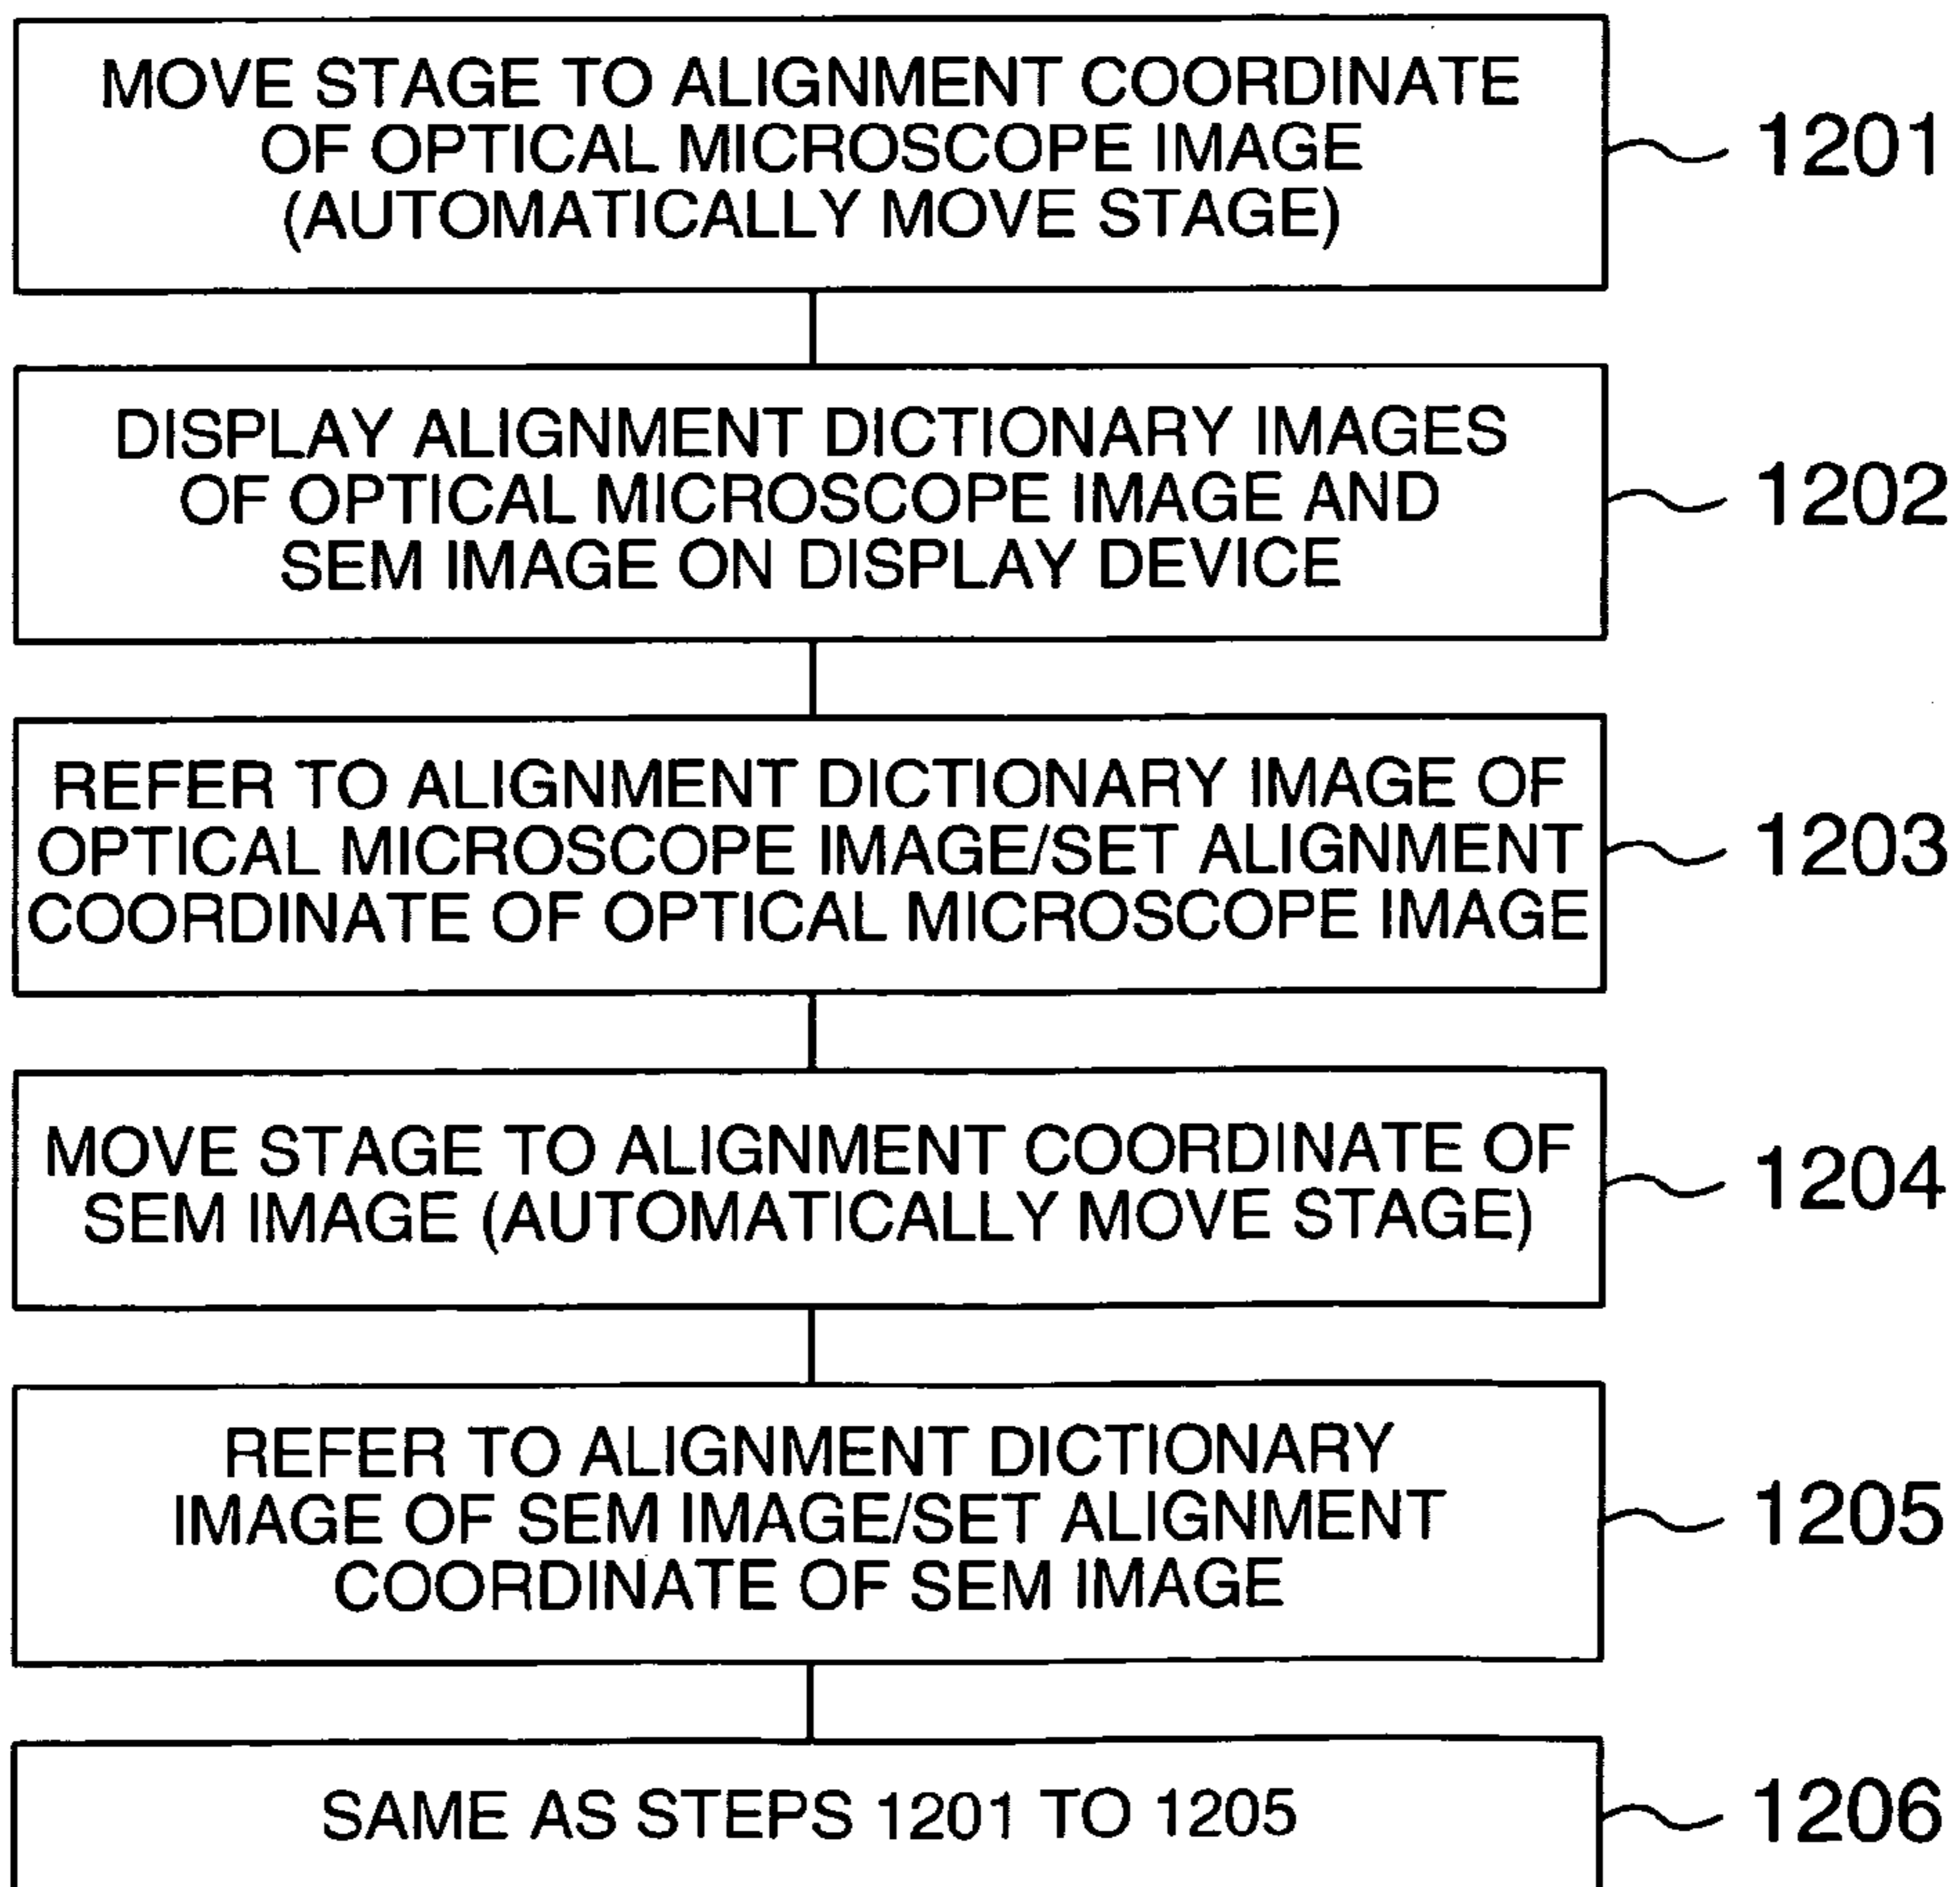 MOVE STAGE TO ALIGNMENT COORDINATE
OF OPTICAL MICROSCOPE IMAGE
(AUTOMATICALLY MOVE STAGE)
1201
DISPLAY ALIGNMENT DICTIONARY IMAGES
OF OPTICAL MICROSCOPE IMAGE AND
SEM IMAGE ON DISPLAY DEVICE
1202
REFER TO ALIGNMENT DICTIONARY IMAGE OF
OPTICAL MICROSCOPE IMAGE/SET ALIGNMENT
COORDINATE OF OPTICAL MICROSCOPE IMAGE
1203
MOVE STAGE TO ALIGNMENT COORDINATE OF
SEM IMAGE (AUTOMATICALLY MOVE STAGE)
1204
REFER TO ALIGNMENT DICTIONARY
IMAGE OF SEM IMAGE/SET ALIGNMENT
COORDINATE OF SEM IMAGE
1205
SAME AS STEPS 1201 TO 1205
1206